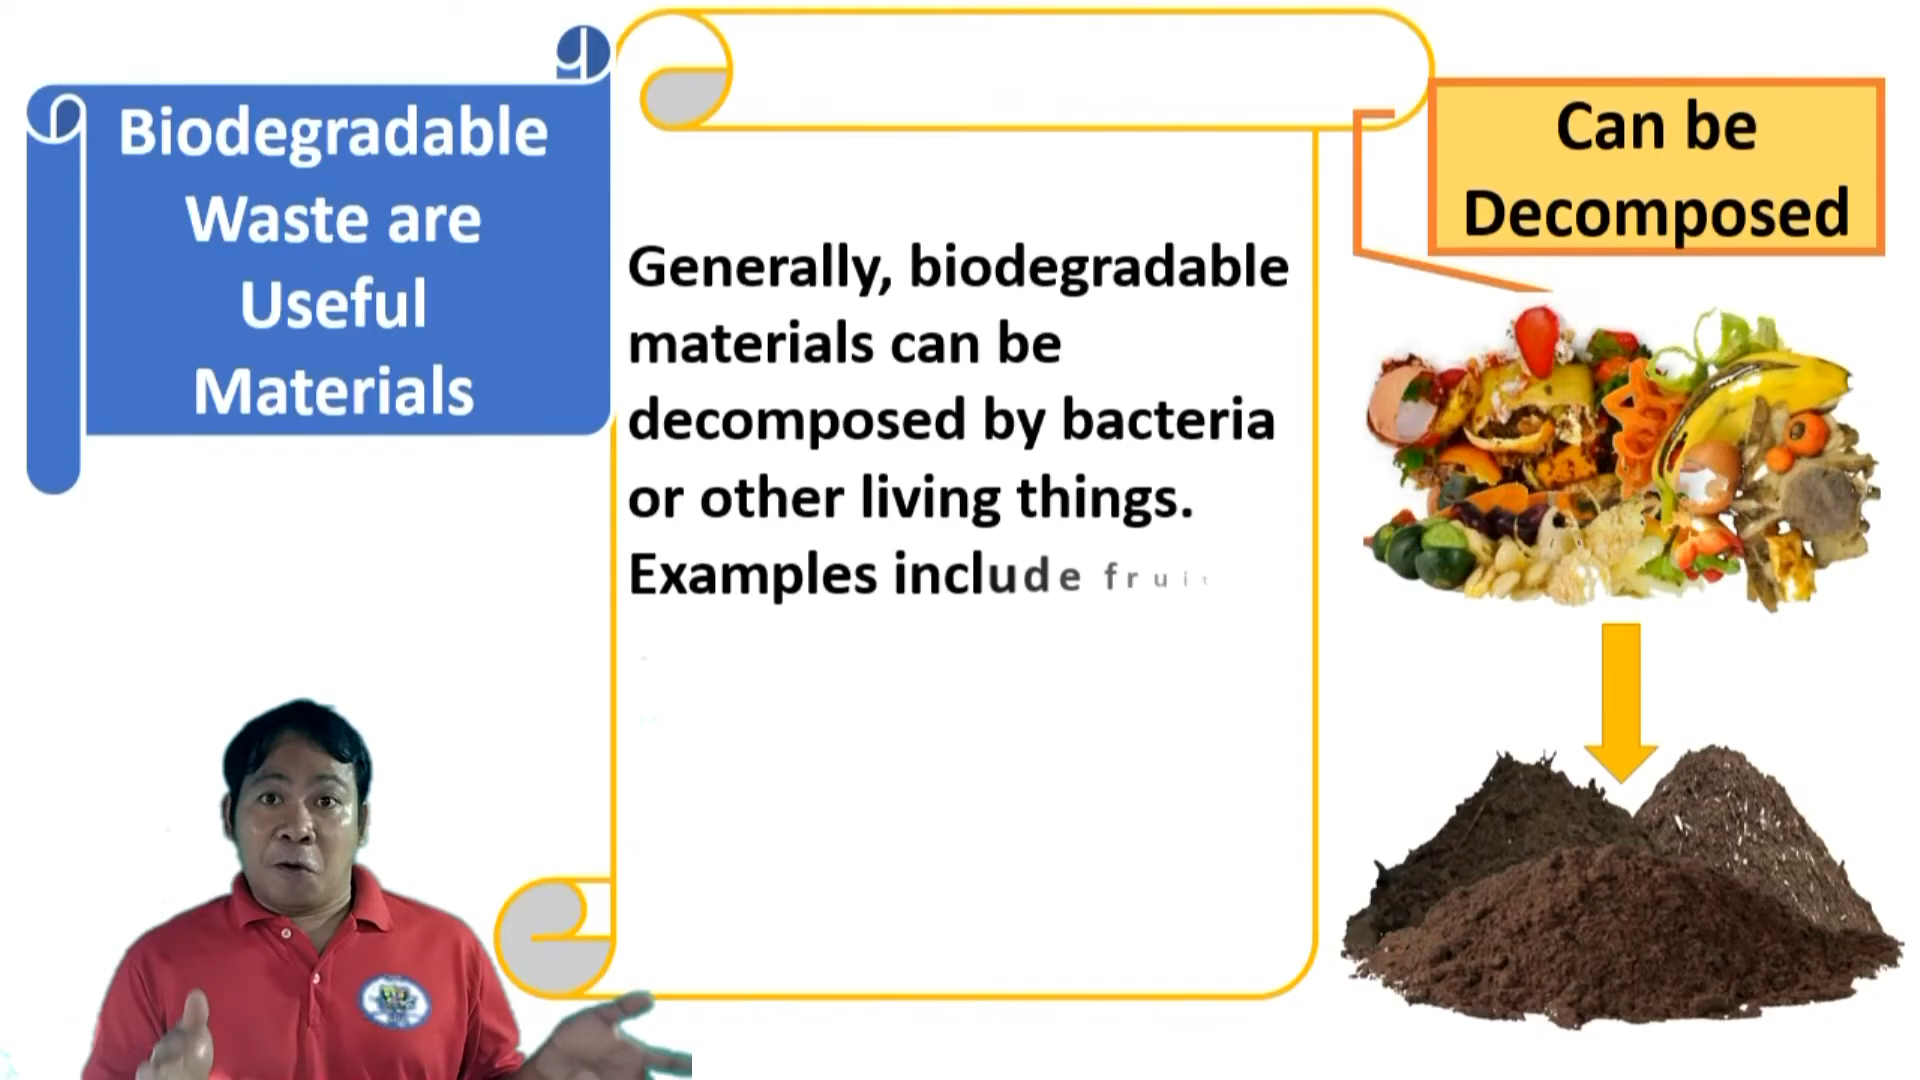 Biodegradable
Waste are
Useful
Materials
Generally, biodegradable
materials can be
decomposed by bacteria
or other living things.
Examples include
Can be
Decomposed